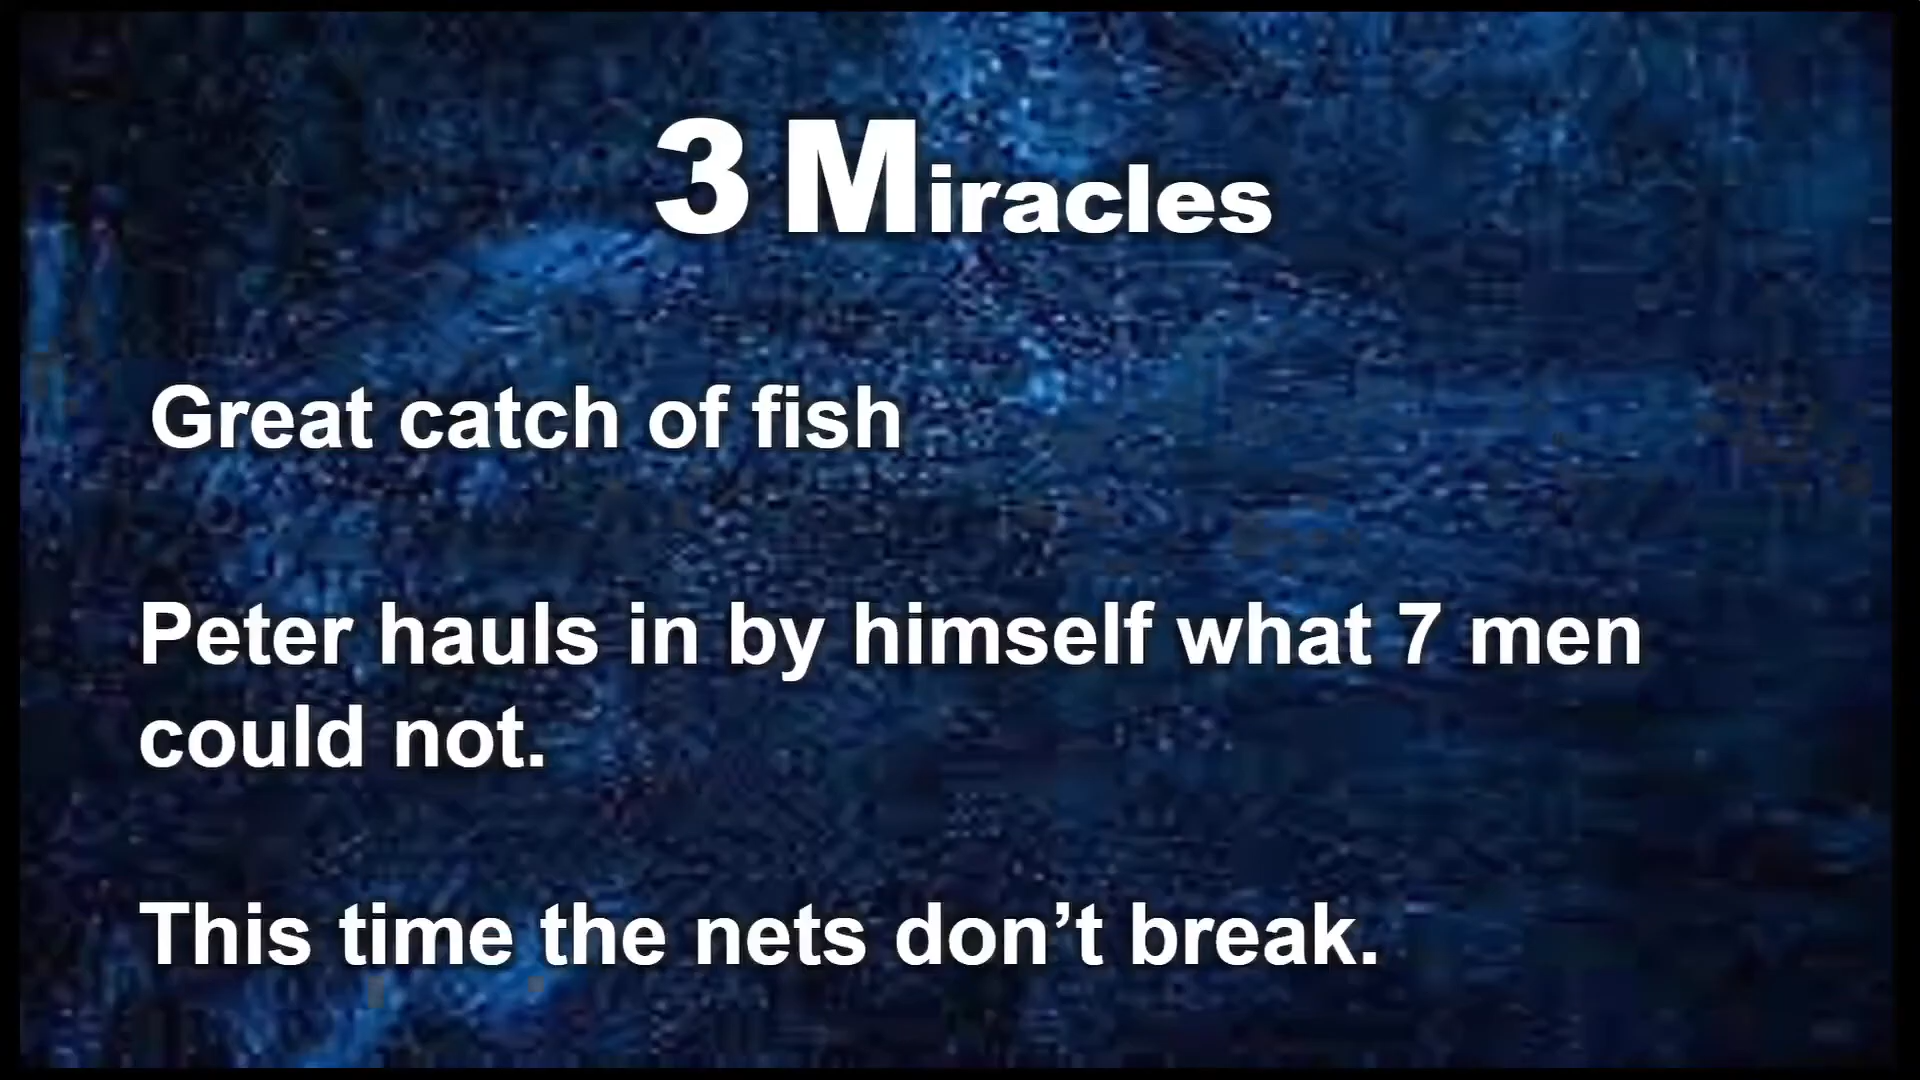 3 Miracles
Great catch of fish
Peter hauls in by himself what 7 men
could not.
This time the nets don’t break.